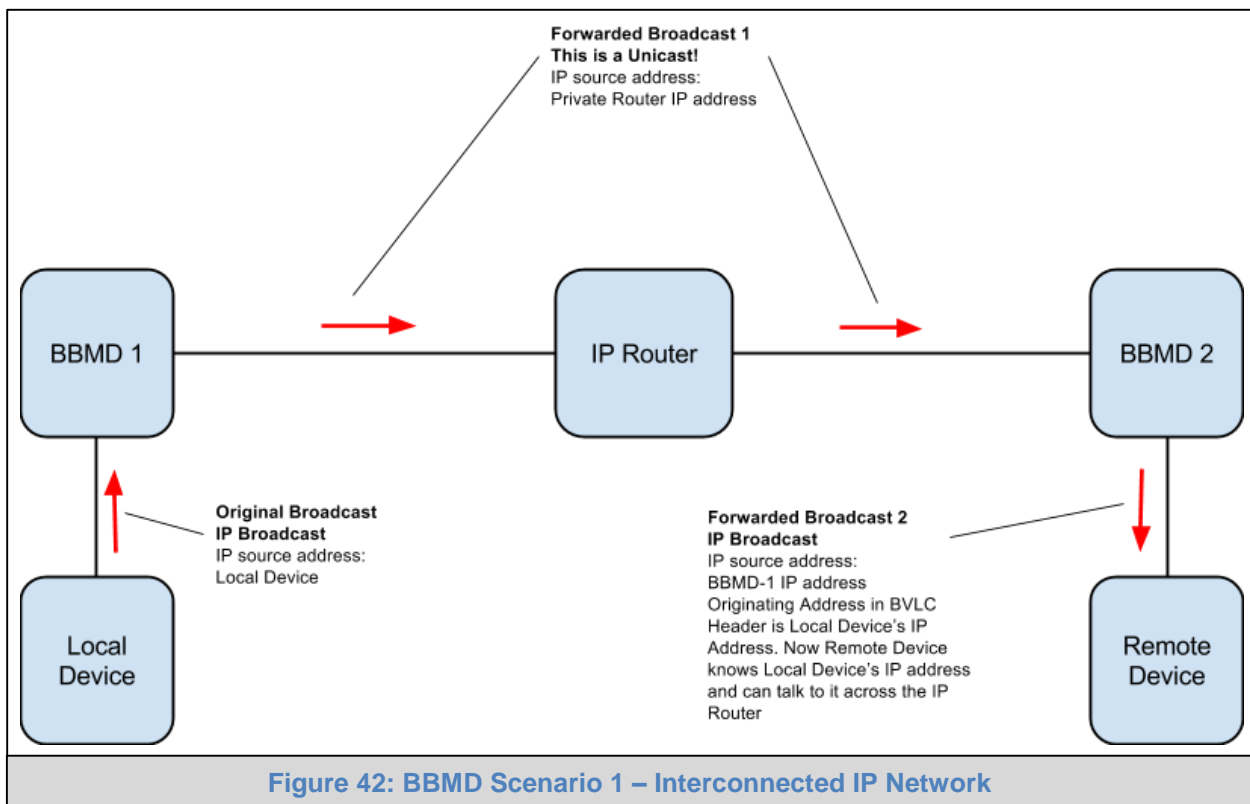 Forwarded Broadcast 1
This is a Unicast!
IP source address:
Private Router IP address
BBMD 1
IP Router
BBMD 2
Original Broadcast
IP Broadcast
IP source address:
Local Device
Forwarded Broadcast 2
IP Broadcast
IP source address:
BBMD-1 IP address
Originating Address in BVLC
Header is Local Device's IP
Address. Now Remote Device
knows Local Device's IP address
and can talk to it across the IP
Router
Local
Device
Remote
Device
Figure 42: BBMD Scenario 1 – Interconnected IP Network